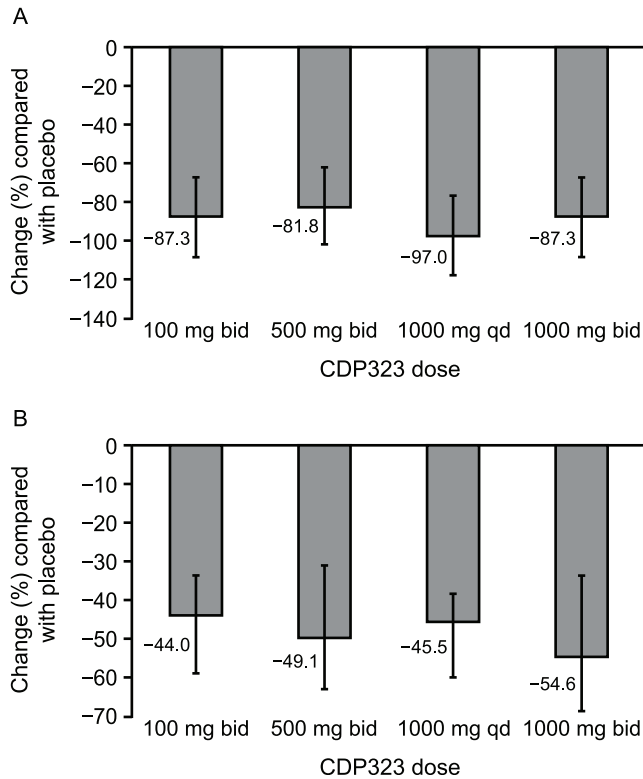 A
0
−20
−40
−60
−80
−100
−120
−140
Change (%) compared
with placebo
−87.3
−81.8
−97.0
−87.3
100 mg bid 500 mg bid 1000 mg qd 1000 mg bid
CDP323 dose
B
0
−10
−20
−30
−40
−50
−60
−70
Change (%) compared
with placebo
−44.0
−49.1
−45.5
−54.6
100 mg bid 500 mg bid 1000 mg qd 1000 mg bid
CDP323 dose